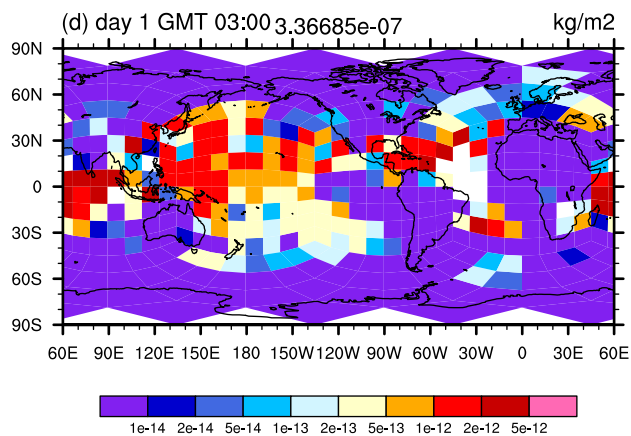 (d) day 1 GMT 03:00 3.36685e-07 kg/m2
90N
60N
30N
0
30S
60S
90S
60E 90E 120E 150E 180 150W 120W 90W 60W 30W 0 30E 60E
1e-14 2e-14 5e-14 1e-13 2e-13 5e-13 1e-12 2e-12 5e-12